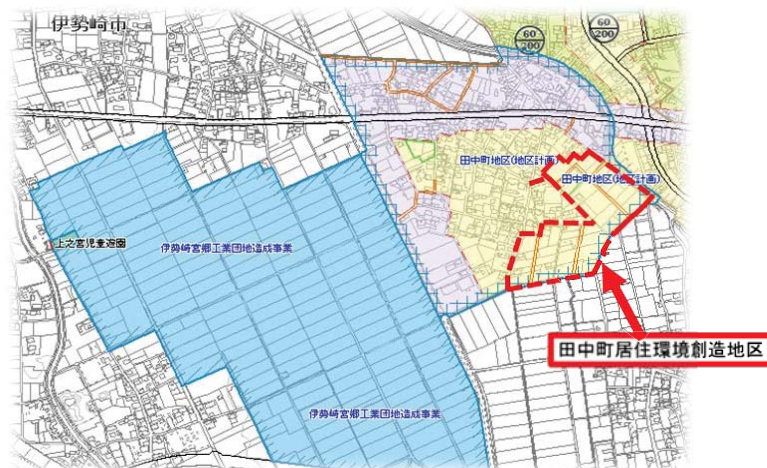 伊勢崎市
60
200
60
200
田中町地区(地区計画)
田中町地区(地区計画)
上之宮児童遊園
伊勢崎宮郷工業団地造成事業
田中町居住環境創造地区
伊勢崎宮郷工業団地造成事業